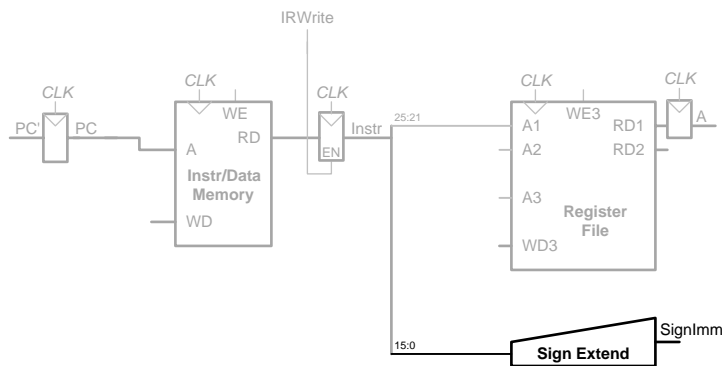 IRWrite
CLK
CLK
CLK
CLK
CLK
PC'
PC
A
WE
RD
Instr/Data
Memory
WD
EN
Instr
25:21
A1
A2
A3
WD3
WE3
RD1
RD2
Register
File
A
15:0
Sign Extend
SignImm